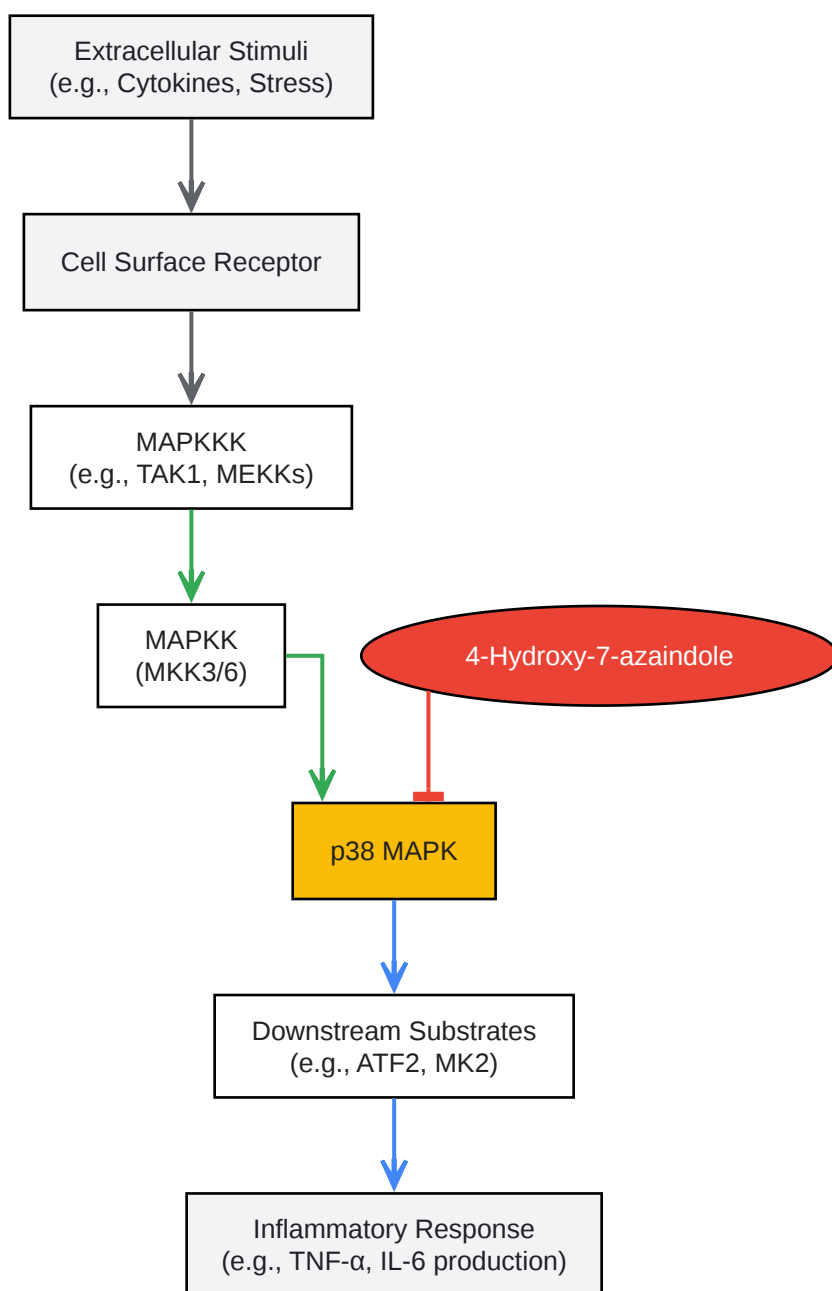 Extracellular Stimuli
(e.g., Cytokines, Stress)
Cell Surface Receptor
MAPKKK
(e.g., TAK1, MEKKs)
MAPKK
(MKK3/6)
4-Hydroxy-7-azaindole
p38 MAPK
Downstream Substrates
(e.g., ATF2, MK2)
Inflammatory Response
(e.g., TNF-α, IL-6 production)